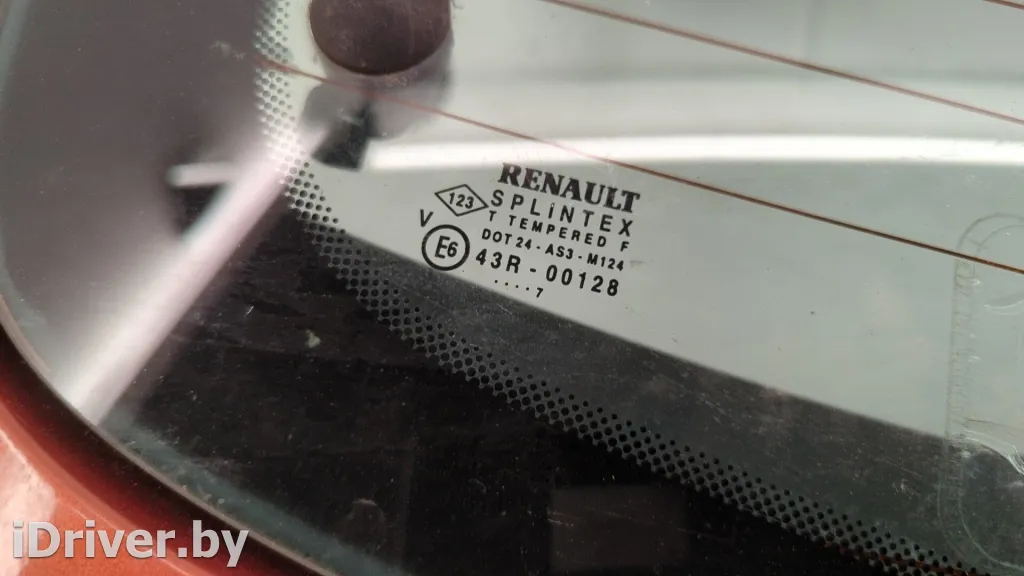 RENAULT
123 SPLiNTEX
T TEMPERED F
V DOT 24 - AS3 - M124
E6 43R - 00128
....7
iDriver.by